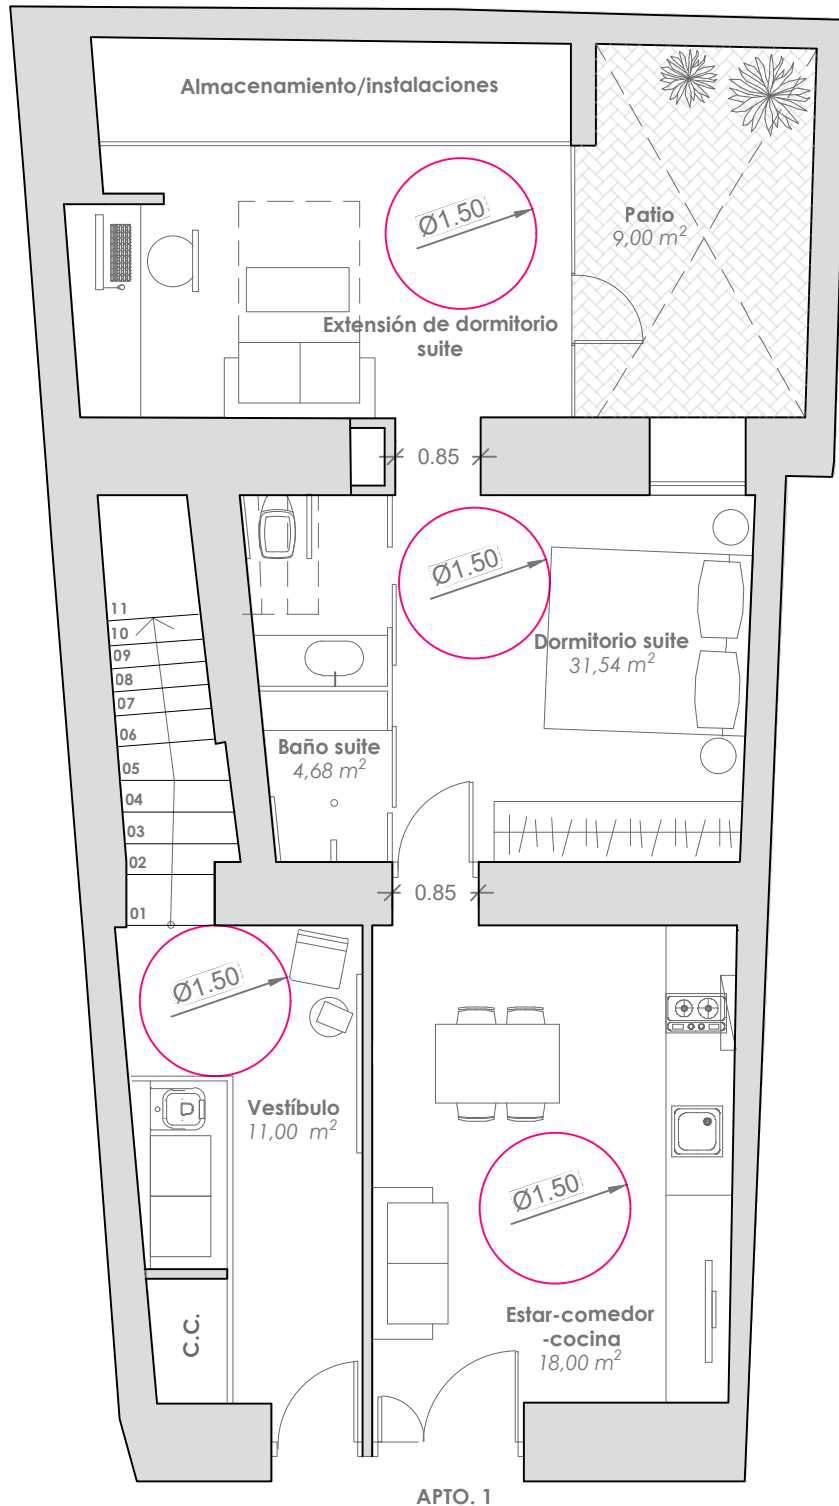 Almacenamiento/instalaciones
Ø1.50
Patio
9,00 m²
Extensión de dormitorio
suite
0.85
Ø1.50
Dormitorio suite
31,54 m²
11
10
09
08
07
06
05
04
03
02
01
Baño suite
4,68 m²
0.85
Ø1.50
Vestíbulo
11,00 m²
Ø1.50
Estar-comedor
-cocina
18,00 m²
C.C.
APTO. 1